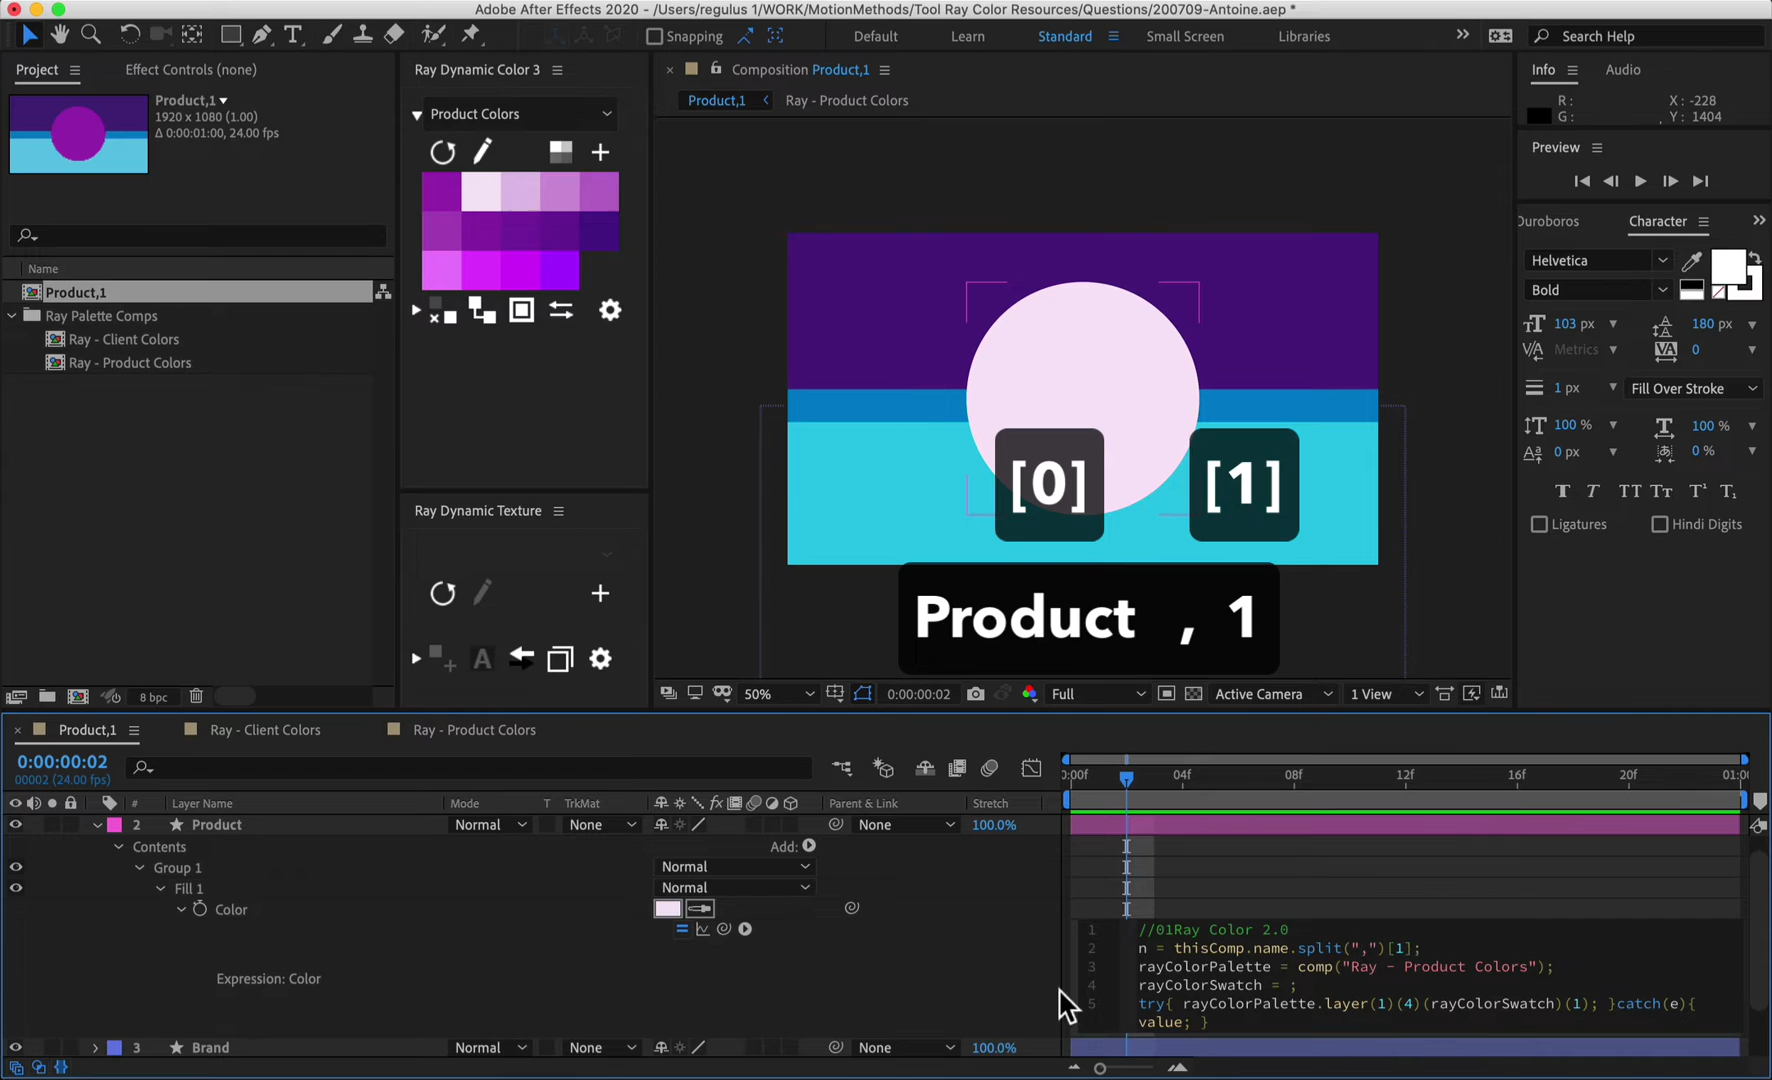 Adobe After Effects 2020 - /Users/regulus 1/WORK/MotionMethods/Tool Ray Color Resources/Questions/200709-Antoine.aep *
Snapping
Default
Learn
Standard
Small Screen
Libraries
Search Help
Project
Effect Controls (none)
Product,1
1920 x 1080 (1.00)
Δ 0:00:01:00, 24.00 fps
Name
Product,1
Ray Palette Comps
Ray - Client Colors
Ray - Product Colors
8 bpc
Ray Dynamic Color 3
Product Colors
Ray Dynamic Texture
A
Composition Product,1
Product,1
Ray - Product Colors
[0]
[1]
Product , 1
50%
0:00:00:02
Full
Active Camera
1 View
Info
Audio
R :
G :
X : -228
Y : 1404
Preview
Ouroboros
Character
Helvetica
Bold
103 px
180 px
Metrics
0
1 px
Fill Over Stroke
100 %
100 %
0 px
0 %
T T TT Tт T¹ T₁
Ligatures
Hindi Digits
Product,1
Ray - Client Colors
Ray - Product Colors
0:00:00:02
00002 (24.00 fps)
0:00f
04f
08f
12f
16f
20f
01:0
#
Layer Name
Mode
T
TrkMat
Parent & Link
Stretch
2
Product
Normal
None
None
100.0%
Contents
Add:
Group 1
Normal
Fill 1
Normal
Color
Expression: Color
1 //01Ray Color 2.0
2 n = thisComp.name.split(",")[1];
3 rayColorPalette = comp("Ray - Product Colors");
4 rayColorSwatch = ;
5 try{ rayColorPalette.layer(1)(4)(rayColorSwatch)(1); }catch(e){
value; }
3
Brand
Normal
None
None
100.0%